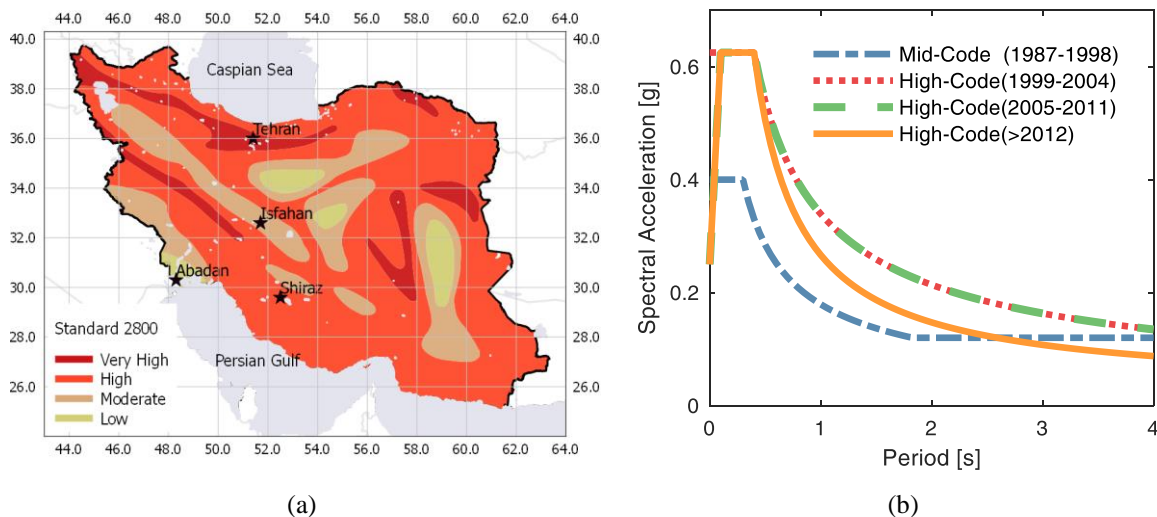 44.0 46.0 48.0 50.0 52.0 54.0 56.0 58.0 60.0 62.0 64.0
40.0
38.0
36.0
34.0
32.0
30.0
28.0
26.0
40.0
38.0
36.0
34.0
32.0
30.0
28.0
26.0
Caspian Sea
Tehran
Isfahan
Abadan
Shiraz
Persian Gulf
Standard 2800
Very High
High
Moderate
Low
44.0 46.0 48.0 50.0 52.0 54.0 56.0 58.0 60.0 62.0 64.0
(a)
Spectral Acceleration [g]
0.6
0.4
0.2
0
Mid-Code (1987-1998)
High-Code(1999-2004)
High-Code(2005-2011)
High-Code(>2012)
0 1 2 3 4
Period [s]
(b)